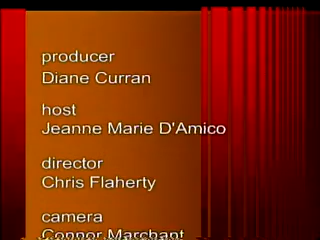 producer
Diane Curran
host
Jeanne Marie D'Amico
director
Chris Flaherty
camera
Connor Marchant